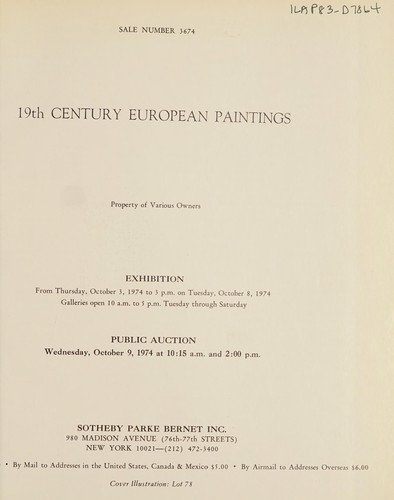 16AP83-D7864
SALE NUMBER 3674
19th CENTURY EUROPEAN PAINTINGS
Property of Various Owners
EXHIBITION
From Thursday, October 3, 1974 to 3 p.m. on Tuesday, October 8, 1974
Galleries open 10 a.m. to 5 p.m. Tuesday through Saturday
PUBLIC AUCTION
Wednesday, October 9, 1974 at 10:15 a.m. and 2:00 p.m.
SOTHEBY PARKE BERNET INC.
980 MADISON AVENUE (76th-77th STREETS)
NEW YORK 10021—(212) 472-3400
• By Mail to Addresses in the United States, Canada & Mexico $5.00 • By Airmail to Addresses Overseas $6.00
Cover Illustration: Lot 78